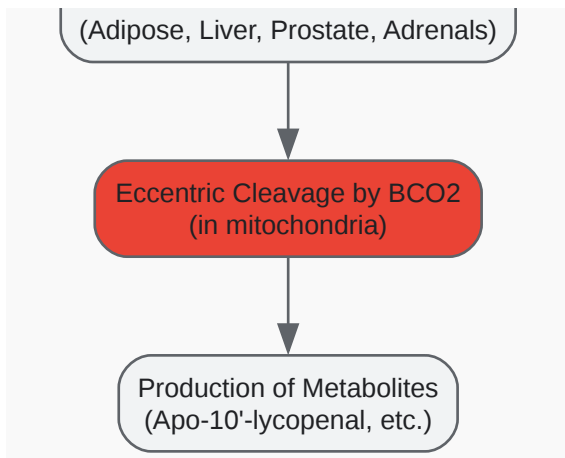 (Adipose, Liver, Prostate, Adrenals)
Eccentric Cleavage by BCO2
(in mitochondria)
Production of Metabolites
(Apo-10'-lycopenal, etc.)